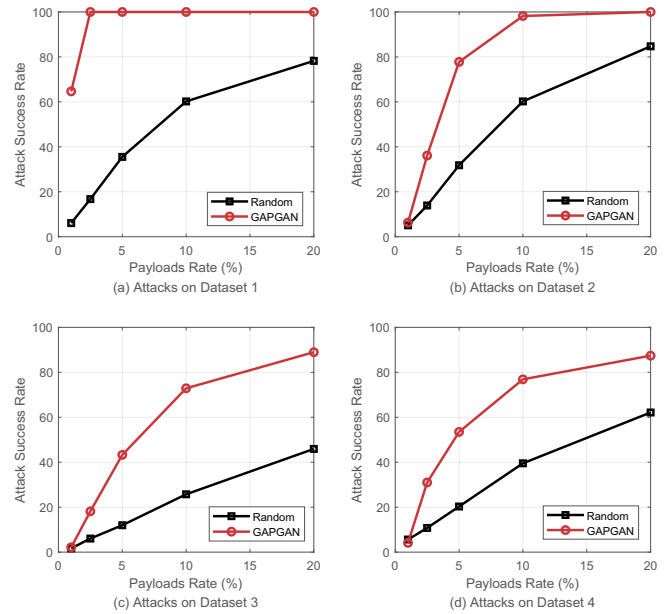 100
80
60
40
20
0
Attack Success Rate
Random
GAPGAN
0 5 10 15 20
Payloads Rate (%)
(a) Attacks on Dataset 1
100
80
60
40
20
0
Attack Success Rate
Random
GAPGAN
0 5 10 15 20
Payloads Rate (%)
(b) Attacks on Dataset 2
100
80
60
40
20
0
Attack Success Rate
Random
GAPGAN
0 5 10 15 20
Payloads Rate (%)
(c) Attacks on Dataset 3
100
80
60
40
20
0
Attack Success Rate
Random
GAPGAN
0 5 10 15 20
Payloads Rate (%)
(d) Attacks on Dataset 4